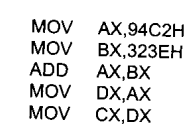 MOV AX,94C2H
MOV BX,323EH
ADD AX,BX
MOV DX,AX
MOV CX,DX